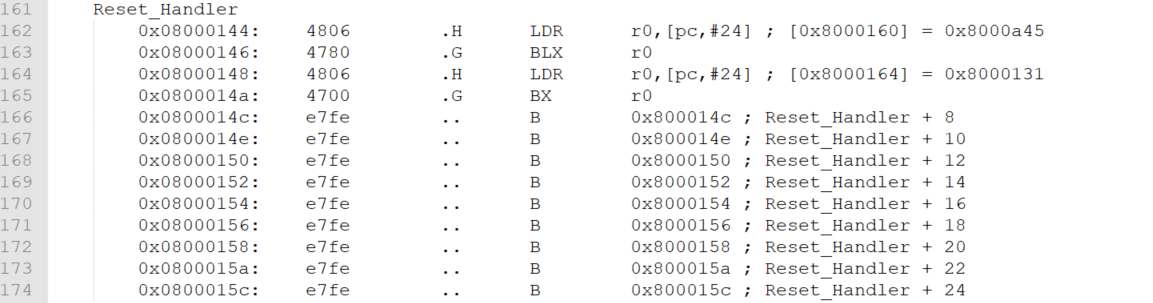 161 Reset_Handler
162 0x08000144: 4806 .H LDR r0,[pc,#24] ; [0x8000160] = 0x8000a45
163 0x08000146: 4780 .G BLX r0
164 0x08000148: 4806 .H LDR r0,[pc,#24] ; [0x8000164] = 0x8000131
165 0x0800014a: 4700 .G BX r0
166 0x0800014c: e7fe .. B 0x800014c ; Reset_Handler + 8
167 0x0800014e: e7fe .. B 0x800014e ; Reset_Handler + 10
168 0x08000150: e7fe .. B 0x8000150 ; Reset_Handler + 12
169 0x08000152: e7fe .. B 0x8000152 ; Reset_Handler + 14
170 0x08000154: e7fe .. B 0x8000154 ; Reset_Handler + 16
171 0x08000156: e7fe .. B 0x8000156 ; Reset_Handler + 18
172 0x08000158: e7fe .. B 0x8000158 ; Reset_Handler + 20
173 0x0800015a: e7fe .. B 0x800015a ; Reset_Handler + 22
174 0x0800015c: e7fe .. B 0x800015c ; Reset_Handler + 24